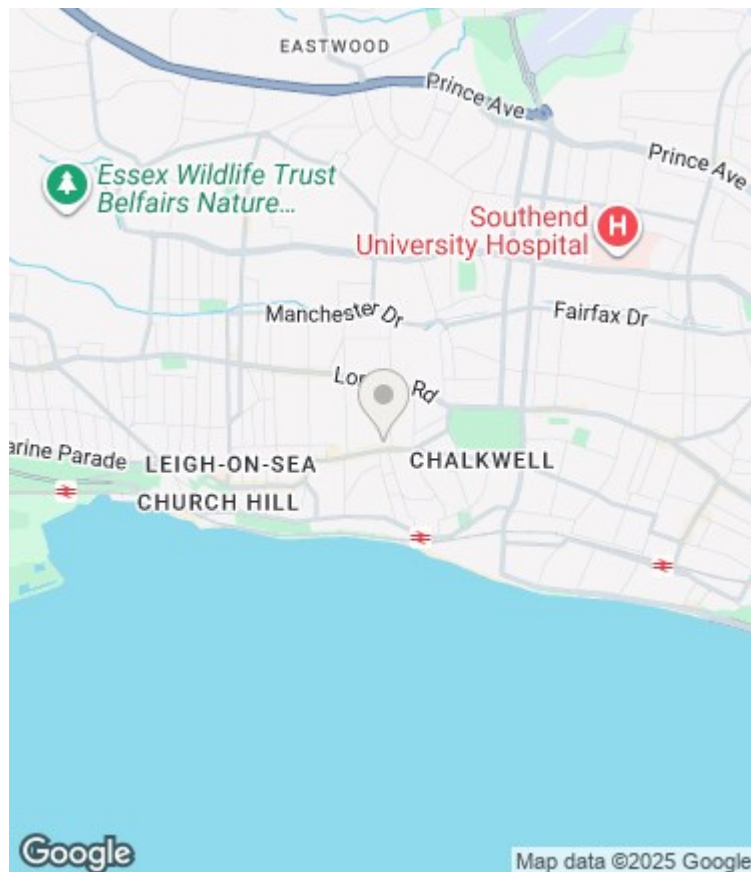 EASTWOOD
Prince Ave
Prince Ave
Essex Wildlife Trust
Belfairs Nature...
Southend
University Hospital
H
Manchester Dr
Fairfax Dr
Rd
arine Parade
LEIGH-ON-SEA
CHALKWELL
CHURCH HILL
Google
Map data ©2025 Google